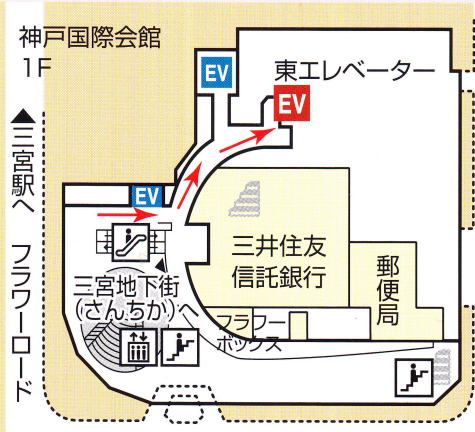 神戸国際会館
1F
EV
東エレベーター
EV
▲三宮駅へ フラワーロード
EV
三井住友
信託銀行
郵便局
三宮地下街
(さんちか)へ
フラワー
ボックス